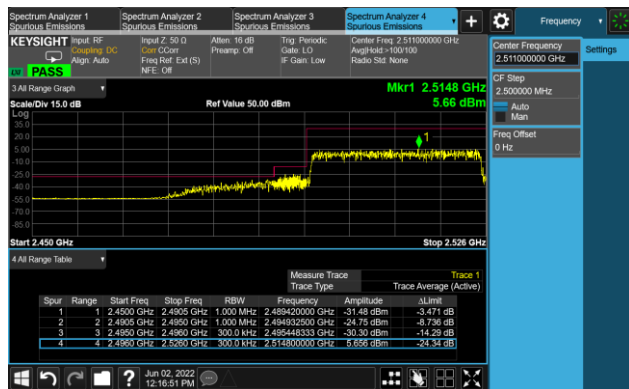 Spectrum Analyzer 1
Spurious Emissions
Spectrum Analyzer 2
Spurious Emissions
Spectrum Analyzer 3
Spurious Emissions
Spectrum Analyzer 4
Spurious Emissions
+
Frequency
KEYSIGHT
Input: RF
Coupling: DC
Align: Auto
Input Z: 50 Ω
Corr CCorr
Freq Ref: Ext (S)
NFE: Off
Atten: 16 dB
Preamp: Off
Trig: Periodic
Gate: LO
IF Gain: Low
Center Freq: 2.511000000 GHz
Avg|Hold:>100/100
Radio Std: None
PASS
Center Frequency
2.511000000 GHz
Settings
CF Step
2.500000 MHz
Auto
Man
Freq Offset
0 Hz
3 All Range Graph
Mkr1 2.5148 GHz
Scale/Div 15.0 dB
Ref Value 50.00 dBm
5.66 dBm
Log
35.0
20.0
5.00
-10.0
-25.0
-40.0
-55.0
-70.0
-85.0
1
Start 2.450 GHz
Stop 2.526 GHz
4 All Range Table
Measure Trace Trace 1
Trace Type Trace Average (Active)
Spur Range Start Freq Stop Freq RBW Frequency Amplitude ΔLimit
1 1 2.4500 GHz 2.4905 GHz 1.000 MHz 2.489420000 GHz -31.48 dBm -3.471 dB
2 2 2.4905 GHz 2.4950 GHz 1.000 MHz 2.494932500 GHz -24.75 dBm -8.736 dB
3 3 2.4950 GHz 2.4960 GHz 300.0 kHz 2.495448333 GHz -30.30 dBm -14.29 dB
4 4 2.4960 GHz 2.5260 GHz 300.0 kHz 2.514800000 GHz 5.656 dBm -24.34 dB
?
Jun 02, 2022
12:16:51 PM